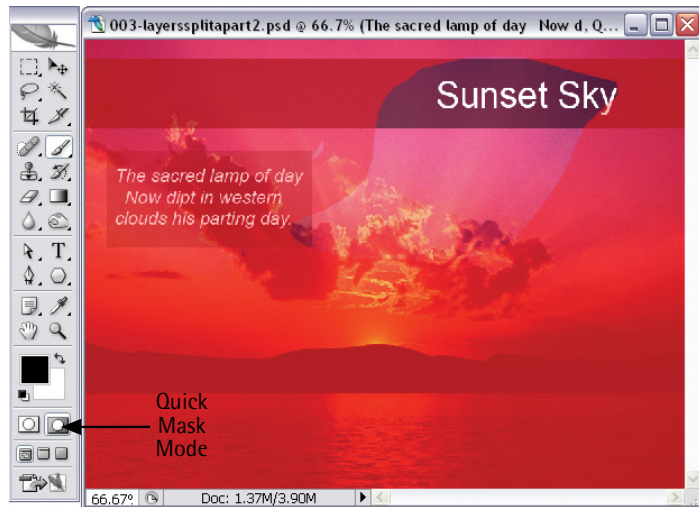 003-layerssplitapart2.psd @ 66.7% (The sacred lamp of day Now d, Q...
Sunset Sky
The sacred lamp of day
Now dipt in western
clouds his parting day.
T
Quick
Mask
Mode
66.67%
Doc: 1.37M/3.90M